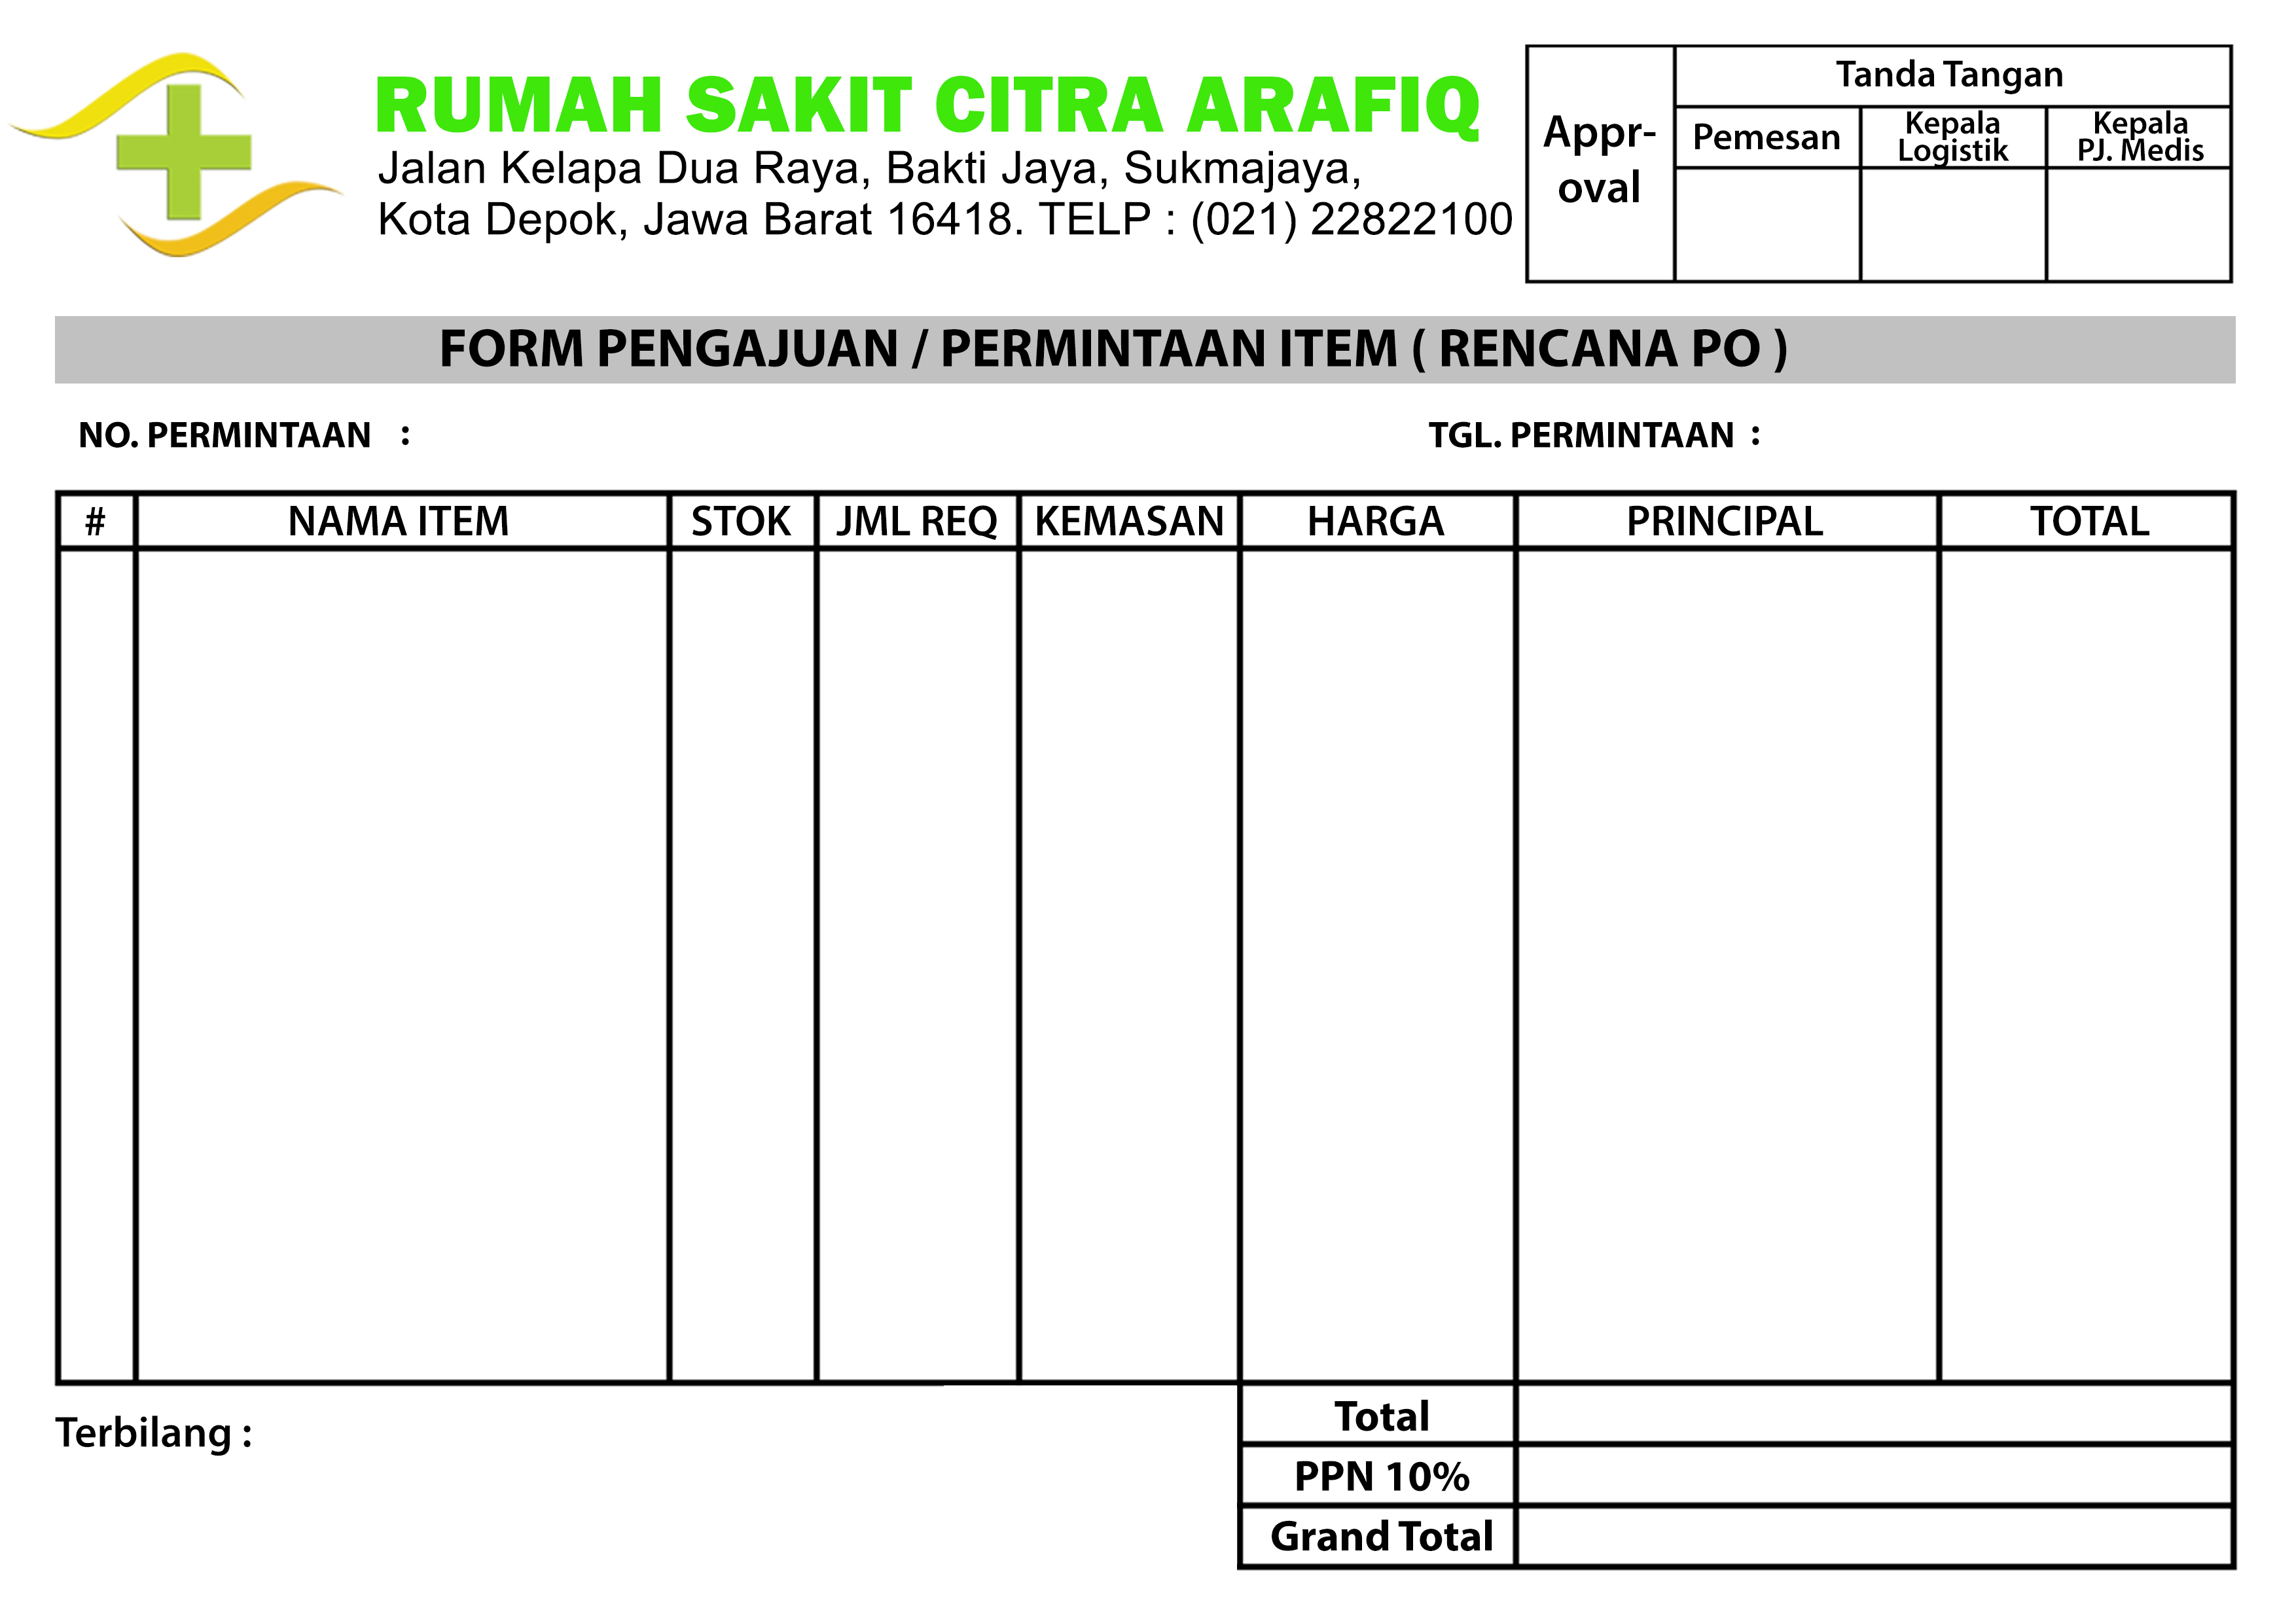 RUMAH SAKIT CITRA ARAFIQ
Jalan Kelapa Dua Raya, Bakti Jaya, Sukmajaya,
Kota Depok, Jawa Barat 16418. TELP : (021) 22822100
Appr-
oval
Tanda Tangan
Pemesan
Kepala
Logistik
Kepala
PJ. Medis
FORM PENGAJUAN / PERMINTAAN ITEM ( RENCANA PO )
NO. PERMINTAAN :
TGL. PERMINTAAN :
# NAMA ITEM STOK JML REQ KEMASAN HARGA PRINCIPAL TOTAL
Terbilang :
Total
PPN 10%
Grand Total